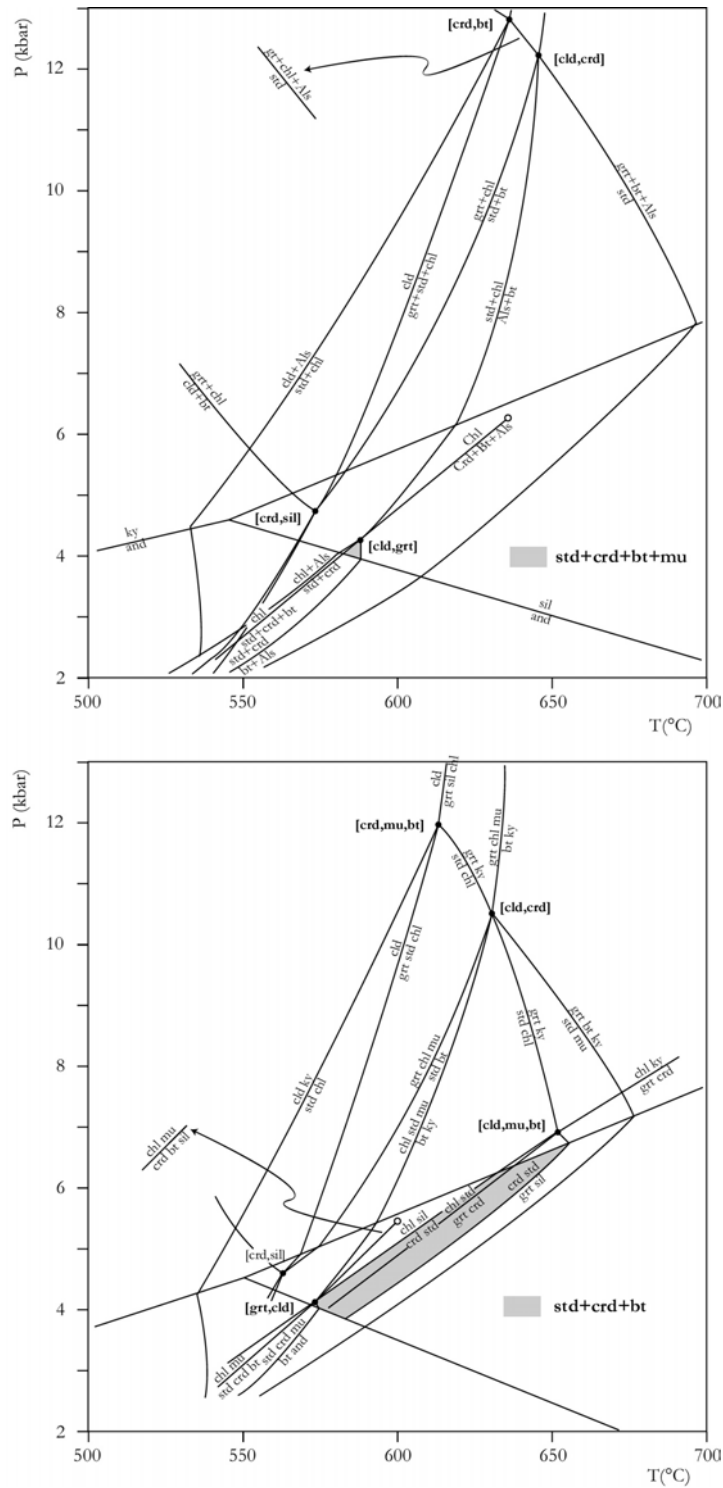 P (kbar)
12
10
8
6
4
2
500
550
600
650
700
T(°C)
[crd,bt]
[cld,crd]
gt+chl+Als
std
grt+bt+Als
std
grt+chl
std+bt
cld
grt+std+chl
std+chl
Als+bt
cld+Als
std+chl
grt+chl
cld+bt
Chl
Crd+Bt+Als
[crd,sil]
[cld,grt]
ky
and
chl+Als
std+crd
std+crd+bt+mu
chl
std+crd+bt
std+crd
bt+Als
sil
and
P (kbar)
12
10
8
6
4
2
500
550
600
650
700
T(°C)
cld
grt sil chl
grt chl mu
bt ky
[crd,mu,bt]
grt ky
std chl
[cld,crd]
cld
grt std chl
grt ky
std chl
grt bt ky
std mu
cld ky
std chl
grt chl mu
std bt
chl std mu
bt ky
chl ky
grt crd
[cld,mu,bt]
chl mu
crd bt sil
chl std
grt crd
crd std
grt sil
chl sil
crd std
[crd,sil]
[grt,cld]
std+crd+bt
chl mu
std crd bt
std crd mu
bt and